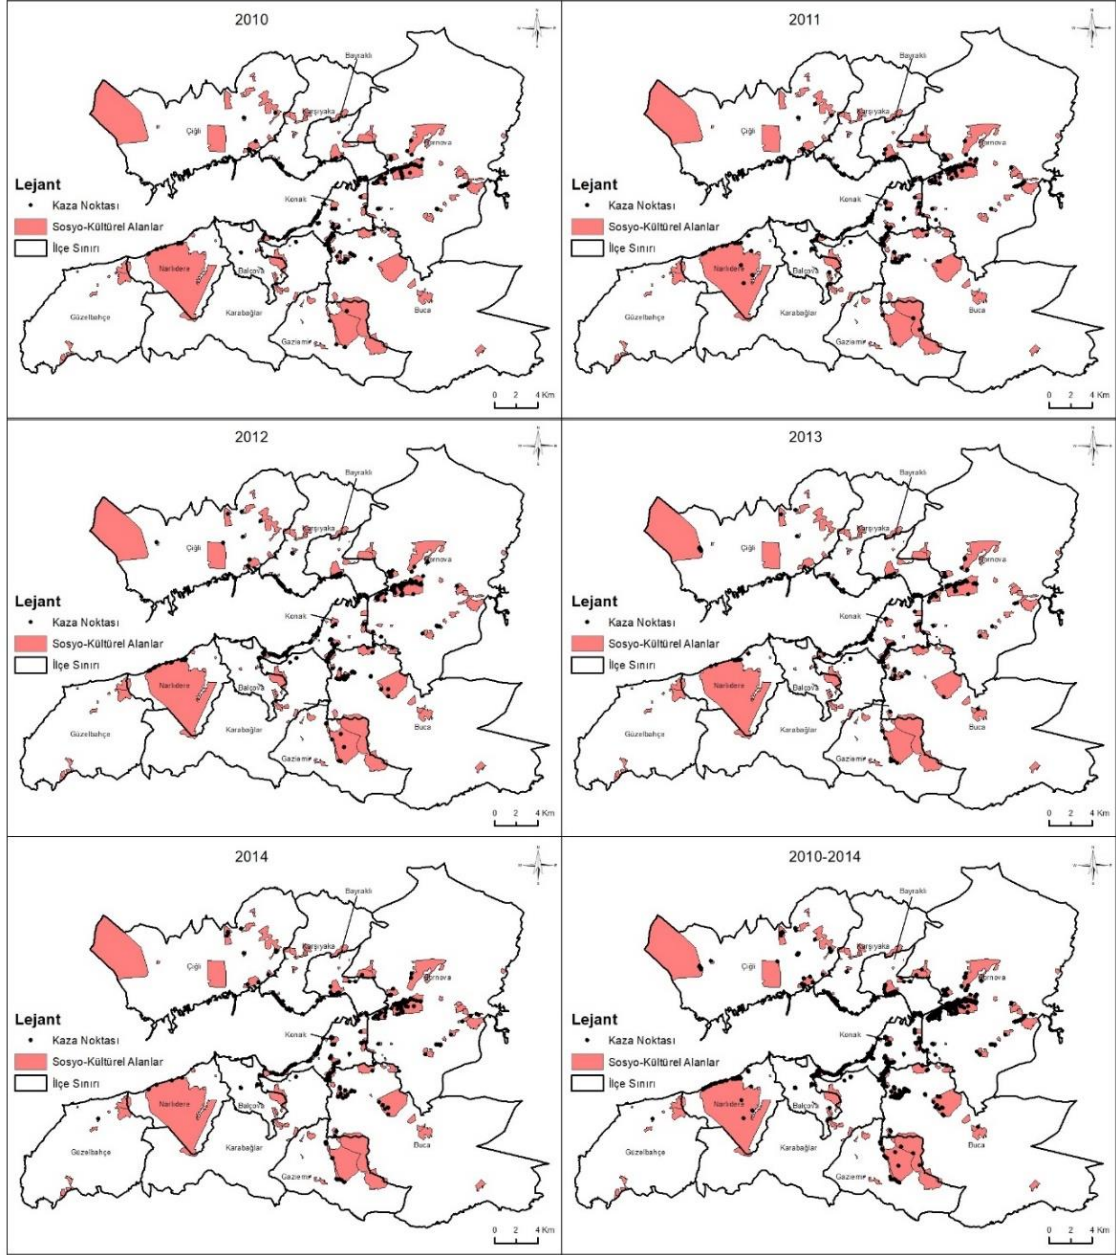 2010
Bayraklı
Karşıyaka
Çiğli
Bornova
Lejant
Kaza Noktası
Konak
Sosyo-Kültürel Alanlar
İlçe Sınırı
Narlıdere
Balçova
Güzelbahçe
Karabağlar
Buca
Gaziemir
0 2 4 Km
2011
Bayraklı
Karşıyaka
Çiğli
Bornova
Lejant
Kaza Noktası
Konak
Sosyo-Kültürel Alanlar
İlçe Sınırı
Narlıdere
Balçova
Güzelbahçe
Karabağlar
Buca
Gaziemir
0 2 4 Km
2012
Bayraklı
Karşıyaka
Çiğli
Bornova
Lejant
Kaza Noktası
Konak
Sosyo-Kültürel Alanlar
İlçe Sınırı
Narlıdere
Balçova
Güzelbahçe
Karabağlar
Buca
Gaziemir
0 2 4 Km
2013
Bayraklı
Karşıyaka
Çiğli
Bornova
Lejant
Kaza Noktası
Konak
Sosyo-Kültürel Alanlar
İlçe Sınırı
Narlıdere
Balçova
Güzelbahçe
Karabağlar
Buca
Gaziemir
0 2 4 Km
2014
Bayraklı
Karşıyaka
Çiğli
Bornova
Lejant
Kaza Noktası
Konak
Sosyo-Kültürel Alanlar
İlçe Sınırı
Narlıdere
Balçova
Güzelbahçe
Karabağlar
Buca
Gaziemir
0 2 4 Km
2010-2014
Bayraklı
Karşıyaka
Çiğli
Bornova
Lejant
Kaza Noktası
Konak
Sosyo-Kültürel Alanlar
İlçe Sınırı
Narlıdere
Balçova
Güzelbahçe
Karabağlar
Buca
Gaziemir
0 2 4 Km